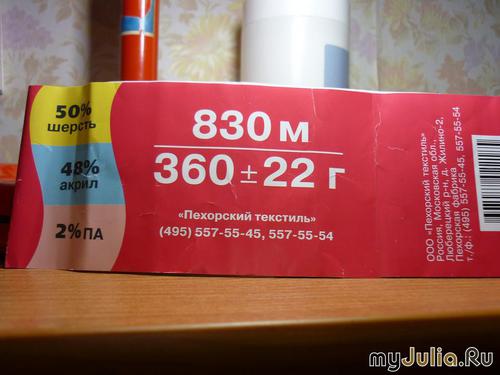 50%
шерсть
48%
акрил
2% ПА
830 м
360 ± 22 г
«Пехорский текстиль»
(495) 557-55-45, 557-55-54
ООО «Пехорский текстиль»
Россия, Московская обл.,
Люберецкий р-н, д. Жилино-2,
Пехорская фабрика
т./ф.: (495) 557-55-45, 557-55-54
myJulia.Ru